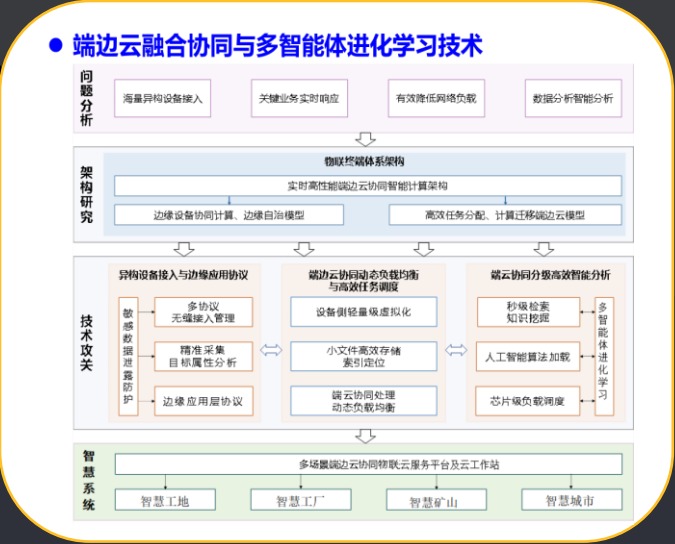 ● 端边云融合协同与多智能体进化学习技术
问题分析
海量异构设备接入
关键业务实时响应
有效降低网络负载
数据分析智能分析
架构研究
物联终端体系架构
实时高性能端边云协同智能计算架构
边缘设备协同计算、边缘自治模型
高效任务分配、计算迁移端边云模型
技术攻关
异构设备接入与边缘应用协议
敏感数据泄露防护
多协议
无缝接入管理
精准采集
目标属性分析
边缘应用层协议
端边云协同动态负载均衡
与高效任务调度
设备侧轻量级虚拟化
小文件高效存储
索引定位
端云协同处理
动态负载均衡
端云协同分级高效智能分析
秒级检索
知识挖掘
人工智能算法加载
芯片级负载调度
多智能体进化学习
智慧系统
多场景端边云协同物联云服务平台及云工作站
智慧工地
智慧工厂
智慧矿山
智慧城市